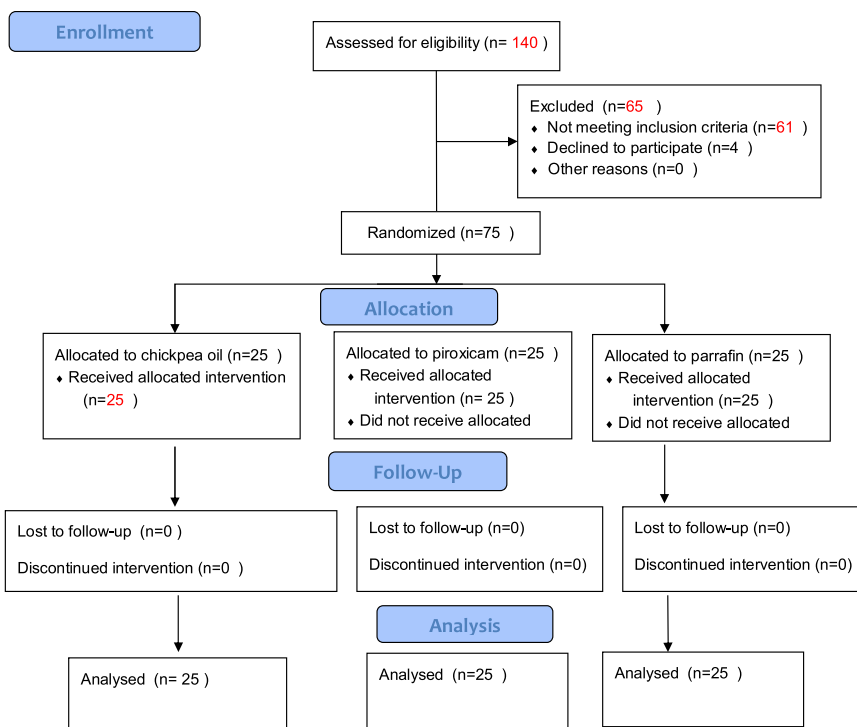 Enrollment
Assessed for eligibility (n= 140 )
Excluded (n=65 )
♦ Not meeting inclusion criteria (n=61 )
♦ Declined to participate (n=4 )
♦ Other reasons (n=0 )
Randomized (n=75 )
Allocation
Allocated to chickpea oil (n=25 )
♦ Received allocated intervention
(n=25 )
Allocated to piroxicam (n=25 )
♦ Received allocated
intervention (n= 25 )
♦ Did not receive allocated
Allocated to parrafin (n=25 )
♦ Received allocated
intervention (n=25 )
♦ Did not receive allocated
Follow-Up
Lost to follow-up (n=0 )
Discontinued intervention (n=0 )
Lost to follow-up (n=0)
Discontinued intervention (n=0)
Lost to follow-up (n=0)
Discontinued intervention (n=0)
Analysis
Analysed (n= 25 )
Analysed (n=25 )
Analysed (n=25 )